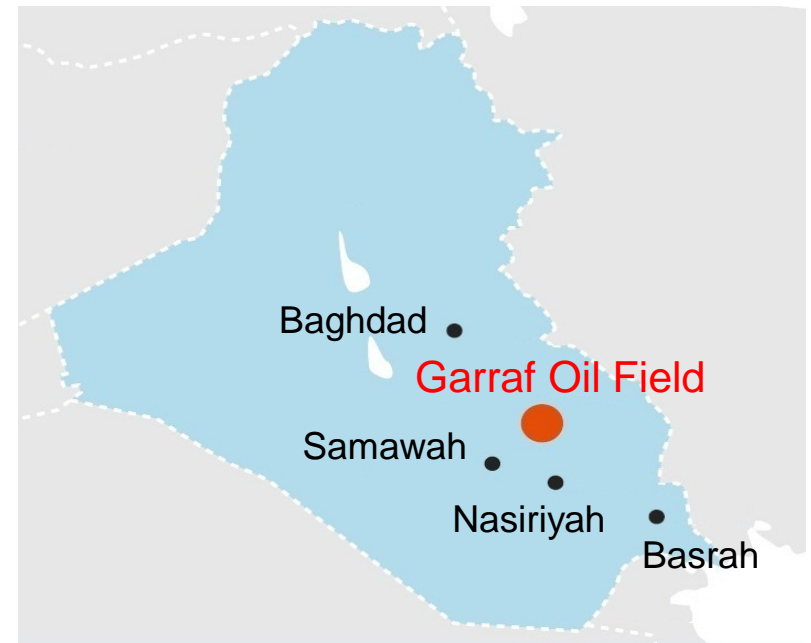 Baghdad
Garraf Oil Field
Samawah
Nasiriyah
Basrah